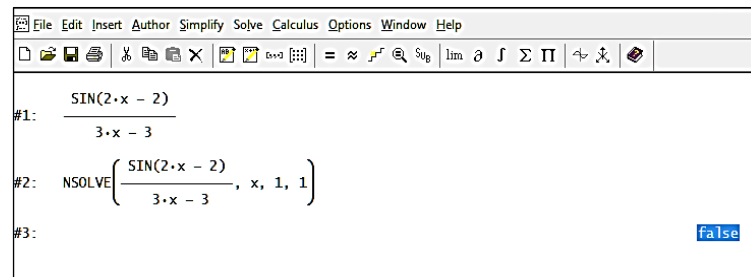 File Edit Insert Author Simplify Solve Calculus Options Window Help
SUB lim ∂ ∫ Σ Π
#1: SIN(2·x − 2)
3·x − 3
#2: NSOLVE( SIN(2·x − 2) , x, 1, 1)
3·x − 3
#3: false